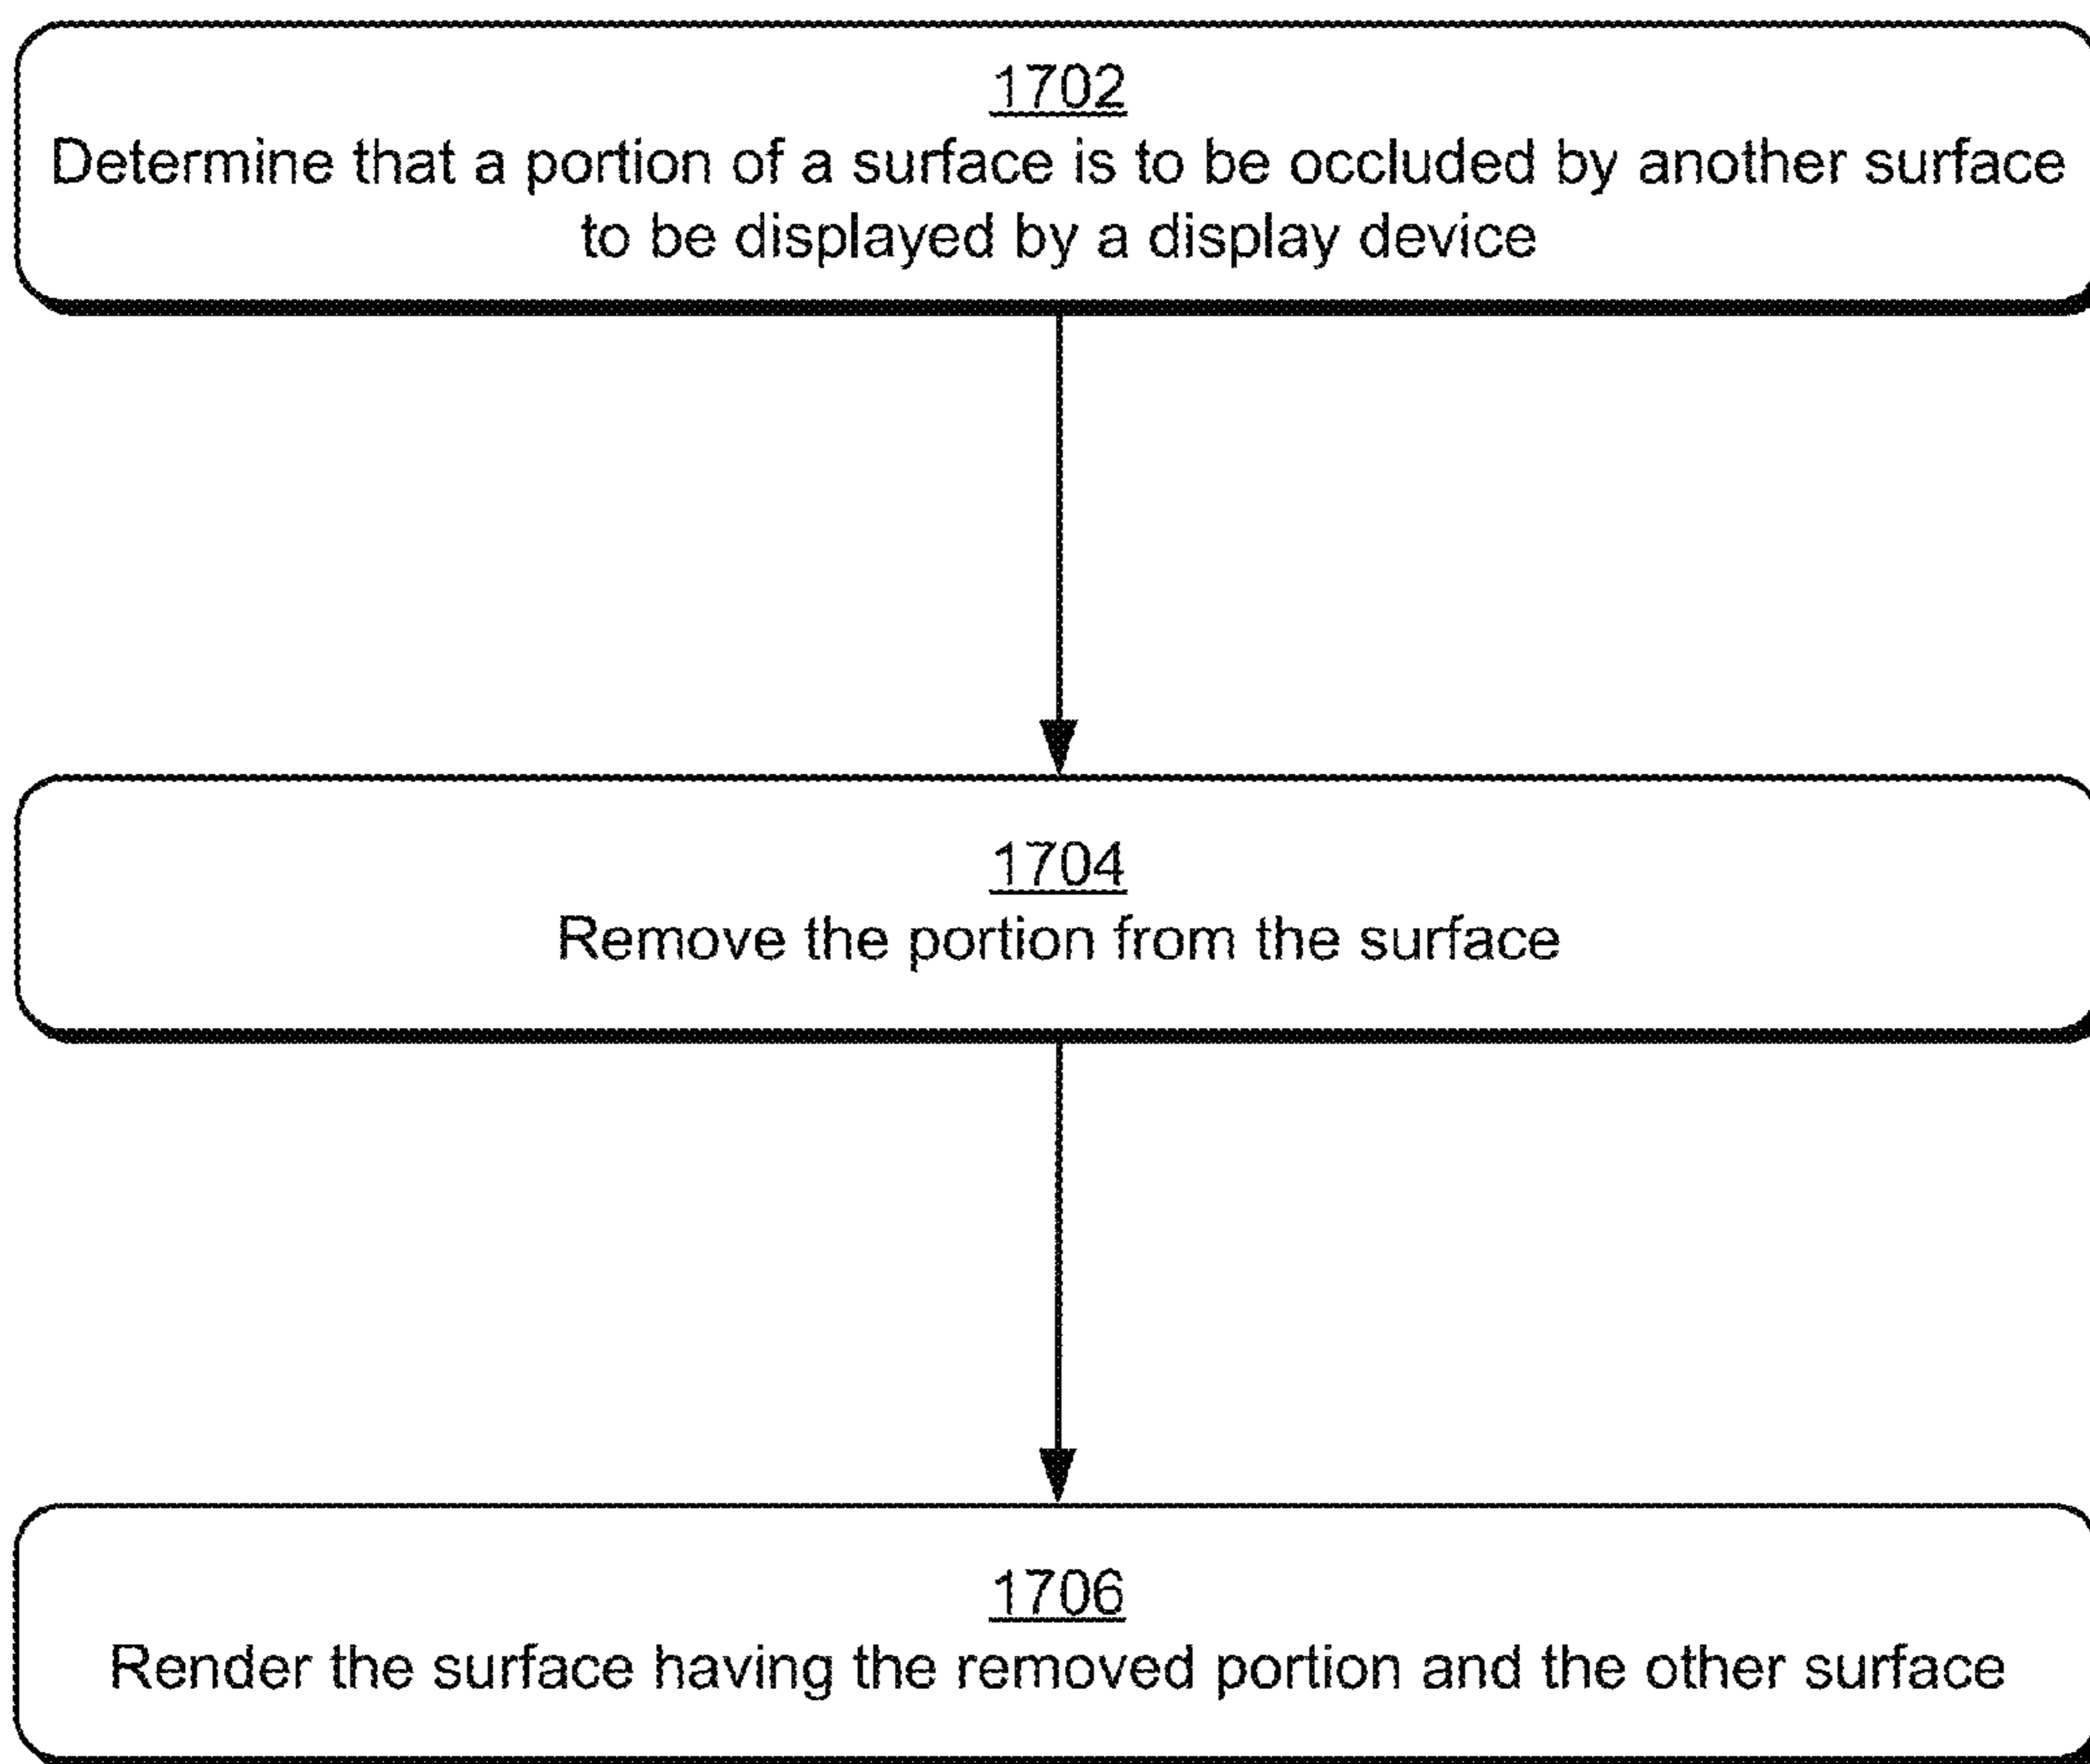 1702
Determine that a portion of a surface is to be occluded by another surface
to be displayed by a display device
1704
Remove the portion from the surface
1706
Render the surface having the removed portion and the other surface